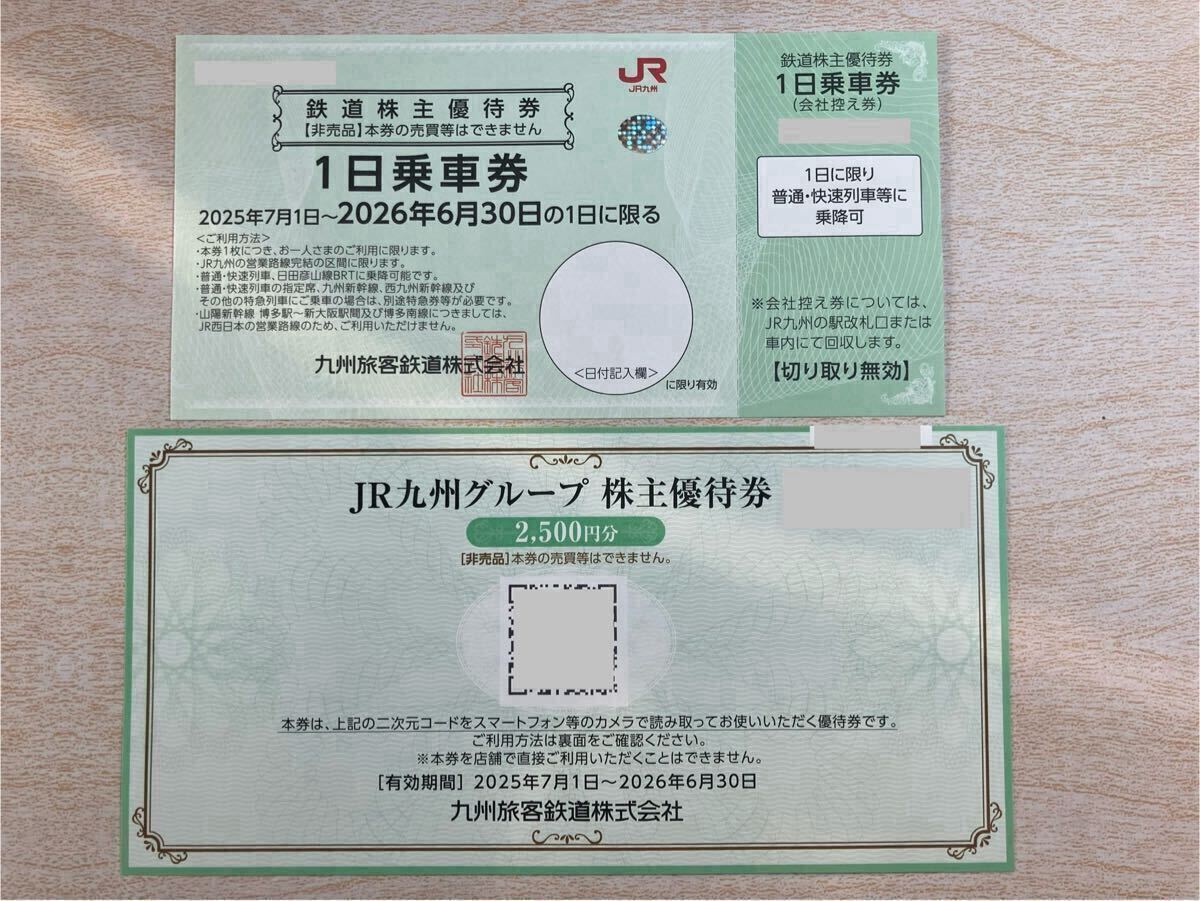 JR
JR九州
鉄道株主優待券
【非売品】本券の売買等はできません
1日乗車券
2025年7月1日～2026年6月30日の1日に限る
<ご利用方法>
・本券1枚につき、お一人さまのご利用に限ります。
・JR九州の営業路線完結の区間に限ります。
・普通・快速列車、日田彦山線BRTに乗降可能です。
・普通・快速列車の指定席、九州新幹線、西九州新幹線及び
その他の特急列車にご乗車の場合は、別途特急券等が必要です。
・山陽新幹線 博多駅～新大阪駅間及び博多南線につきましては、
JR西日本の営業路線のため、ご利用いただけません。
九州旅客鉄道株式会社
<日付記入欄>
に限り有効
鉄道株主優待券
1日乗車券
(会社控え券)
1日に限り
普通・快速列車等に
乗降可
※会社控え券については、
JR九州の駅改札口または
車内にて回収します。
【切り取り無効】
JR九州グループ 株主優待券
2,500円分
[非売品]本券の売買等はできません。
本券は、上記の二次元コードをスマートフォン等のカメラで読み取ってお使いいただく優待券です。
ご利用方法は裏面をご確認ください。
※本券を店舗で直接ご利用いただくことはできません。
[有効期間] 2025年7月1日～2026年6月30日
九州旅客鉄道株式会社